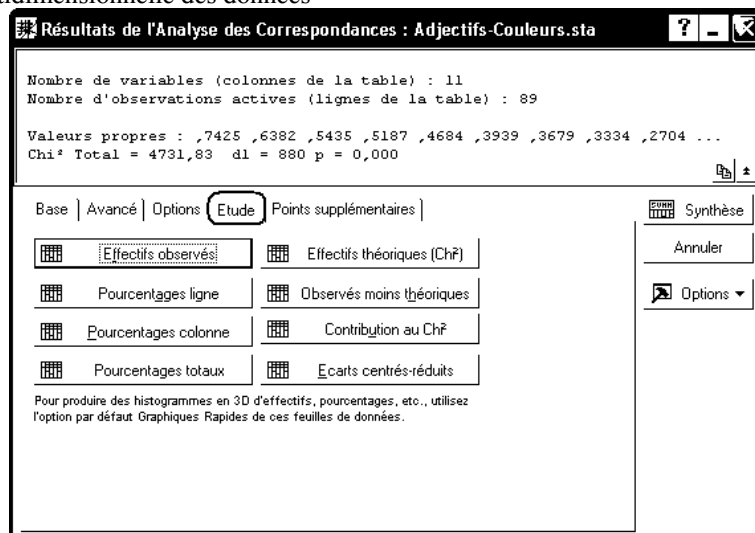 multidimensionnelle des données
Résultats de l'Analyse des Correspondances : Adjectifs-Couleurs.sta
Nombre de variables (colonnes de la table) : 11
Nombre d'observations actives (lignes de la table) : 89
Valeurs propres : ,7425 ,6382 ,5435 ,5187 ,4684 ,3939 ,3679 ,3334 ,2704 ...
Chi² Total = 4731,83 dl = 880 p = 0,000
Base Avancé Options Etude Points supplémentaires
Synthèse
Effectifs observés Effectifs théoriques (Chi²)
Annuler
Pourcentages ligne Observés moins théoriques
Options
Pourcentages colonne Contribution au Chi²
Pourcentages totaux Ecarts centrés-réduits
Pour produire des histogrammes en 3D d'effectifs, pourcentages, etc., utilisez
l'option par défaut Graphiques Rapides de ces feuilles de données.